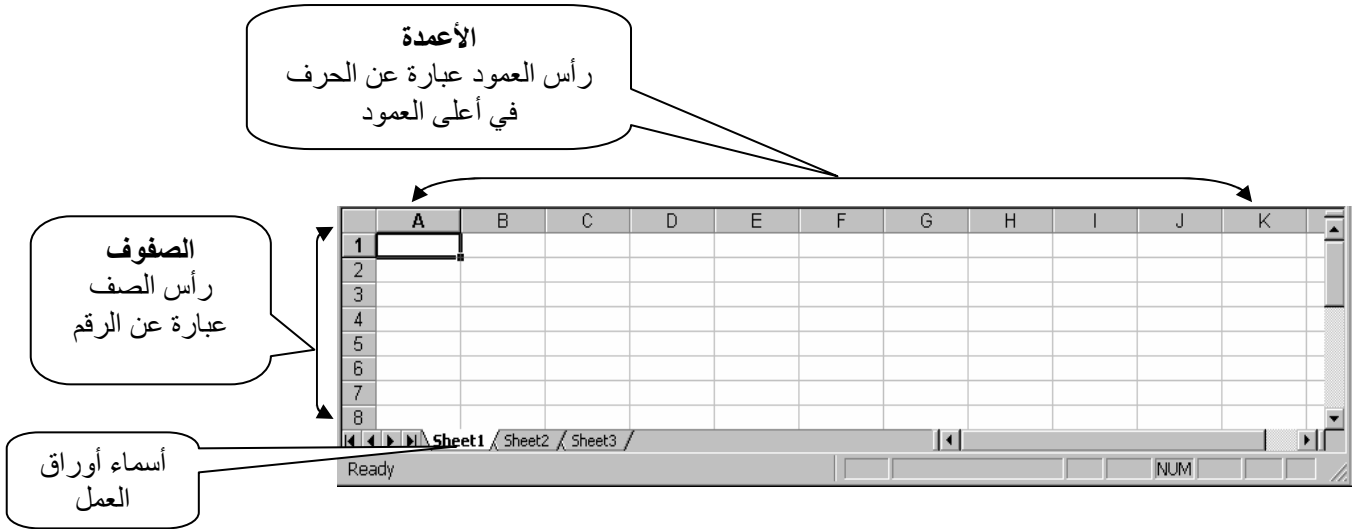 الأعمدة
رأس العمود عبارة عن الحرف
في أعلى العمود
A B C D E F G H I J K
الصفوف
رأس الصف
عبارة عن الرقم
1
2
3
4
5
6
7
8
Sheet1 Sheet2 Sheet3
أسماء أوراق
العمل
Ready NUM